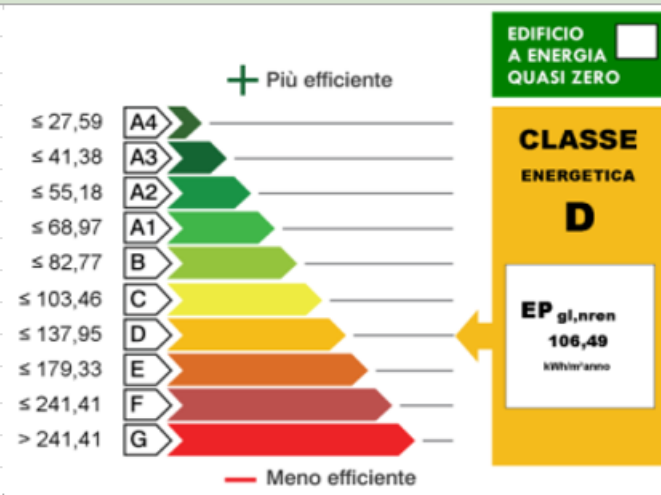 EDIFICIO
A ENERGIA
QUASI ZERO
+ Più efficiente
≤ 27,59 A4
≤ 41,38 A3
≤ 55,18 A2
≤ 68,97 A1
≤ 82,77 B
≤ 103,46 C
≤ 137,95 D
≤ 179,33 E
≤ 241,41 F
> 241,41 G
— Meno efficiente
CLASSE
ENERGETICA
D
EP gl,nren
106,49
kWh/m²anno